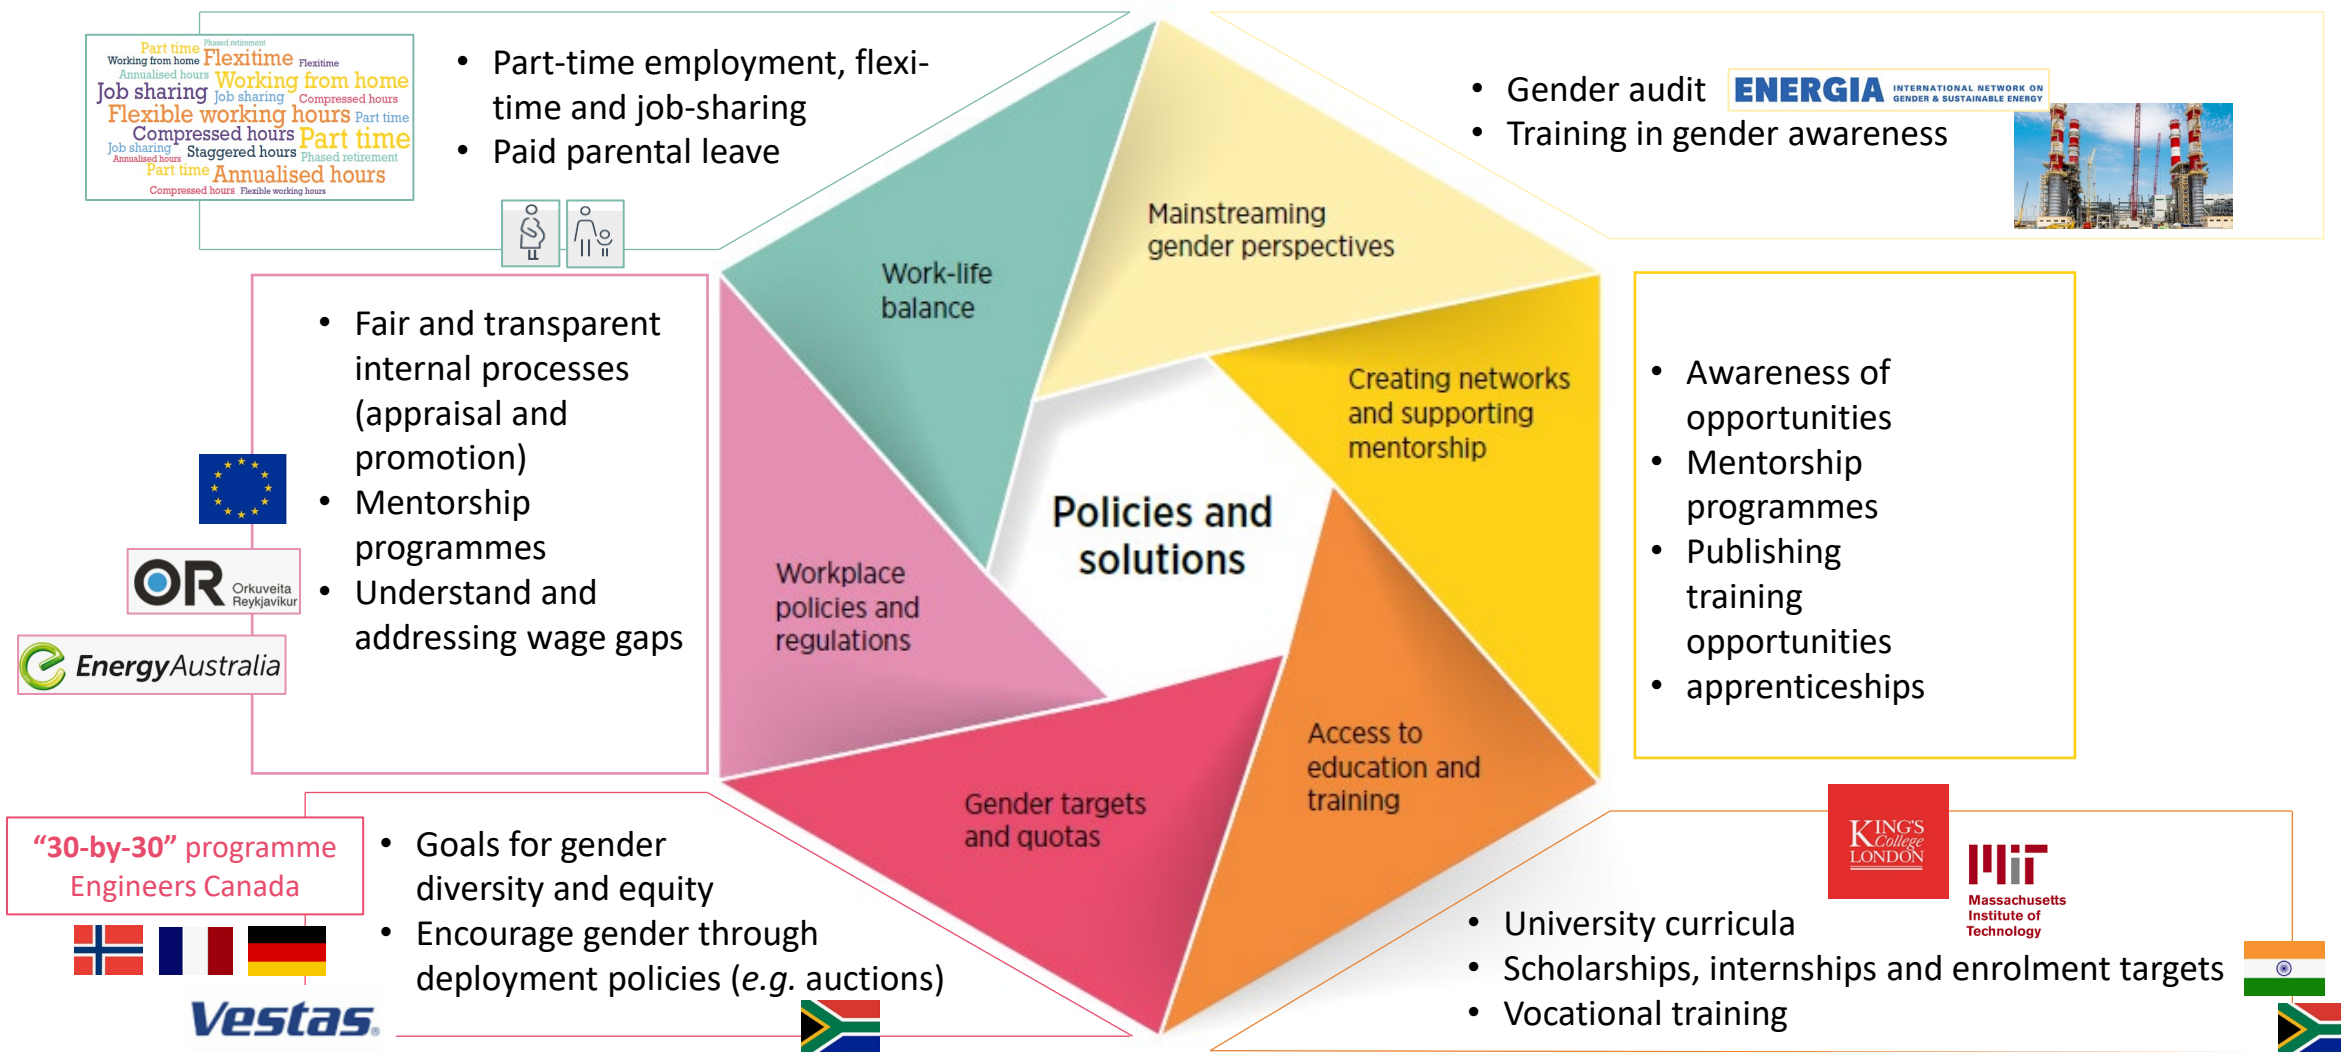 Part time Phased retirement
Working from home Flexitime Flexitime
Annualised hours Working from home
Job sharing Job sharing Compressed hours
Flexible working hours Part time
Compressed hours Part time
Job sharing Staggered hours Phased retirement
Annualised hours
Part time Annualised hours
Compressed hours Flexible working hours
• Part-time employment, flexi-
time and job-sharing
• Paid parental leave
• Gender audit
ENERGIA INTERNATIONAL NETWORK ON
GENDER & SUSTAINABLE ENERGY
• Training in gender awareness
Mainstreaming
gender perspectives
Work-life
balance
Creating networks
and supporting
mentorship
Policies and
solutions
Workplace
policies and
regulations
Access to
education and
training
Gender targets
and quotas
• Fair and transparent
internal processes
(appraisal and
promotion)
• Mentorship
programmes
• Understand and
addressing wage gaps
OR Orkuveita
Reykjavikur
EnergyAustralia
• Awareness of
opportunities
• Mentorship
programmes
• Publishing
training
opportunities
• apprenticeships
“30-by-30” programme
Engineers Canada
• Goals for gender
diversity and equity
• Encourage gender through
deployment policies (e.g. auctions)
Vestas®
KING'S
College
LONDON
MIT
Massachusetts
Institute of
Technology
• University curricula
• Scholarships, internships and enrolment targets
• Vocational training